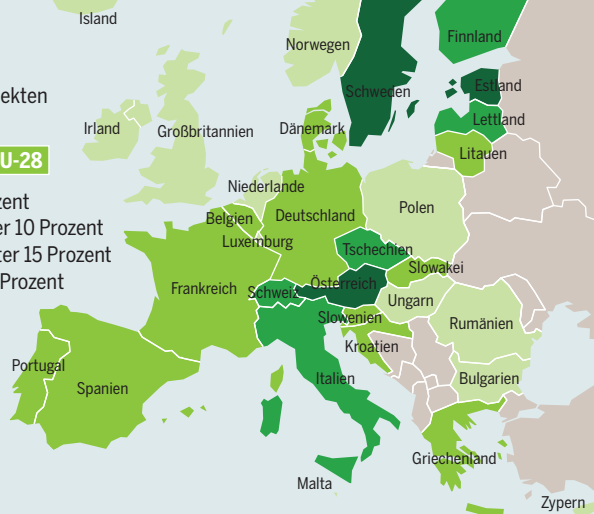 Island
Norwegen
Finnland
ekten
Schweden
Estland
Irland
Großbritannien
Dänemark
Lettland
U-28
Litauen
zent
er 10 Prozent
ter 15 Prozent
Prozent
Niederlande
Belgien
Deutschland
Polen
Luxemburg
Tschechien
Slowakei
Frankreich
Schweiz
Österreich
Ungarn
Slowenien
Rumänien
Kroatien
Portugal
Spanien
Italien
Bulgarien
Griechenland
Malta
Zypern